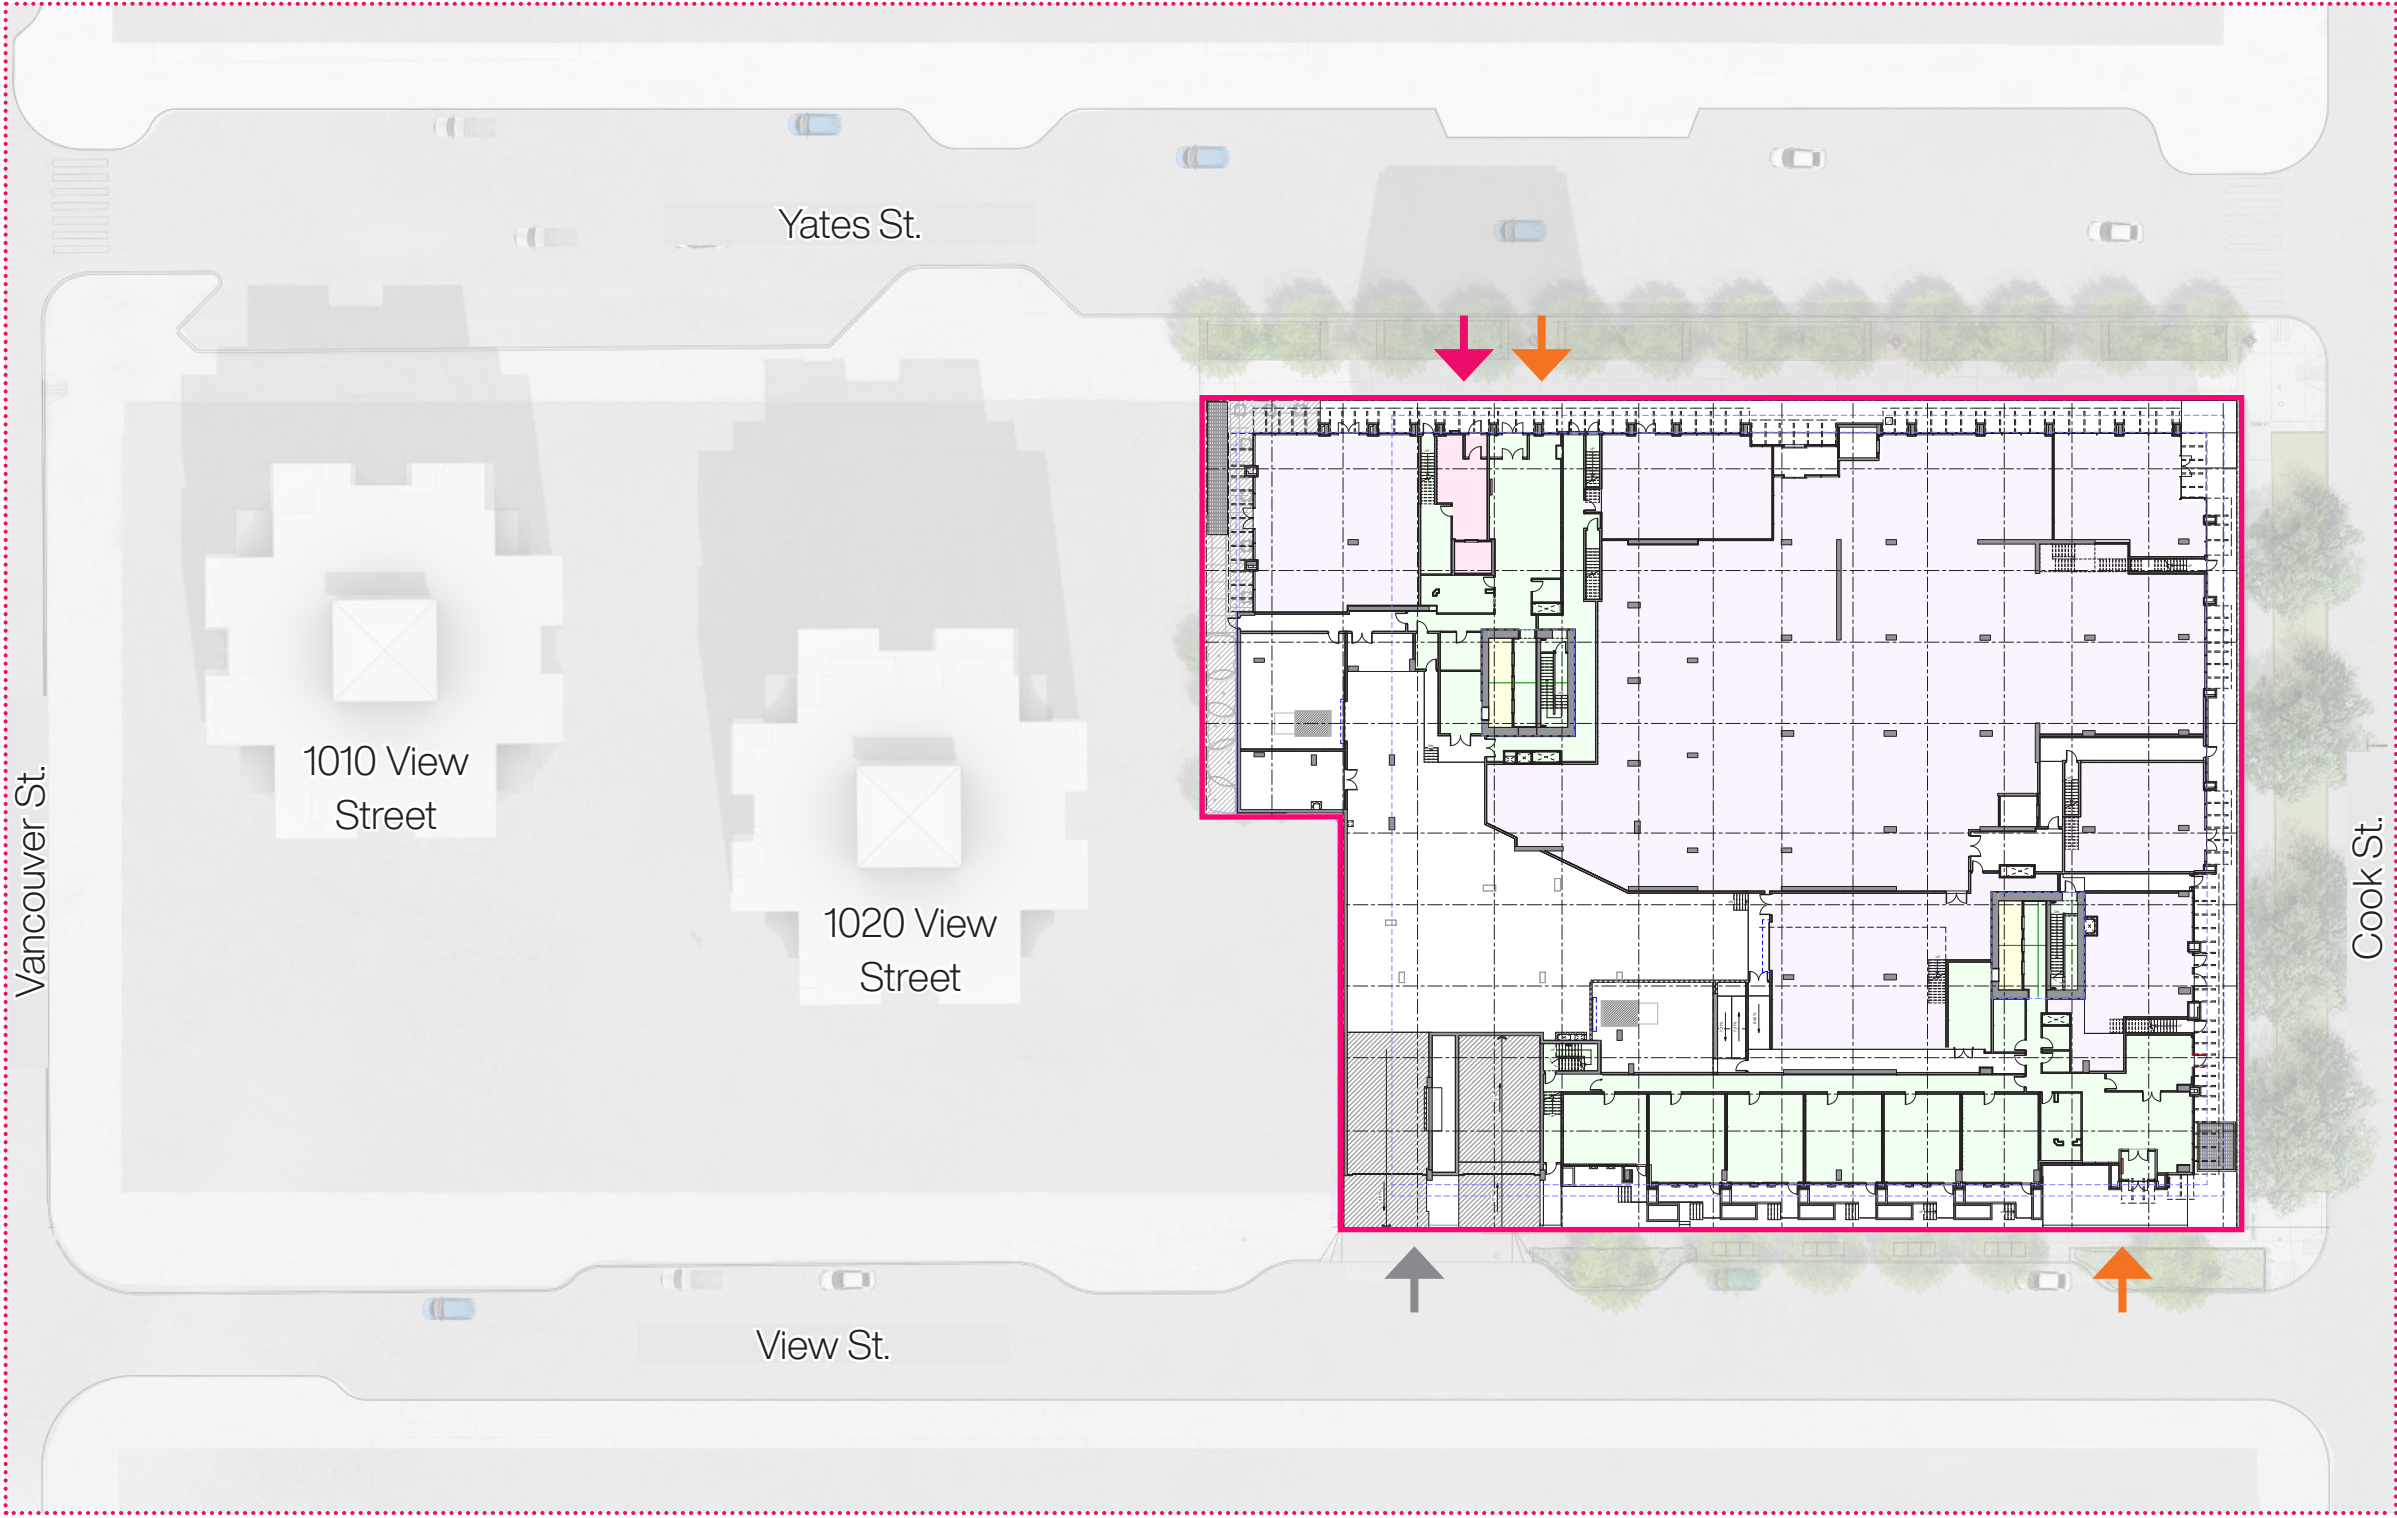 Yates St.
1010 View
Street
1020 View
Street
Vancouver St.
Cook St.
View St.